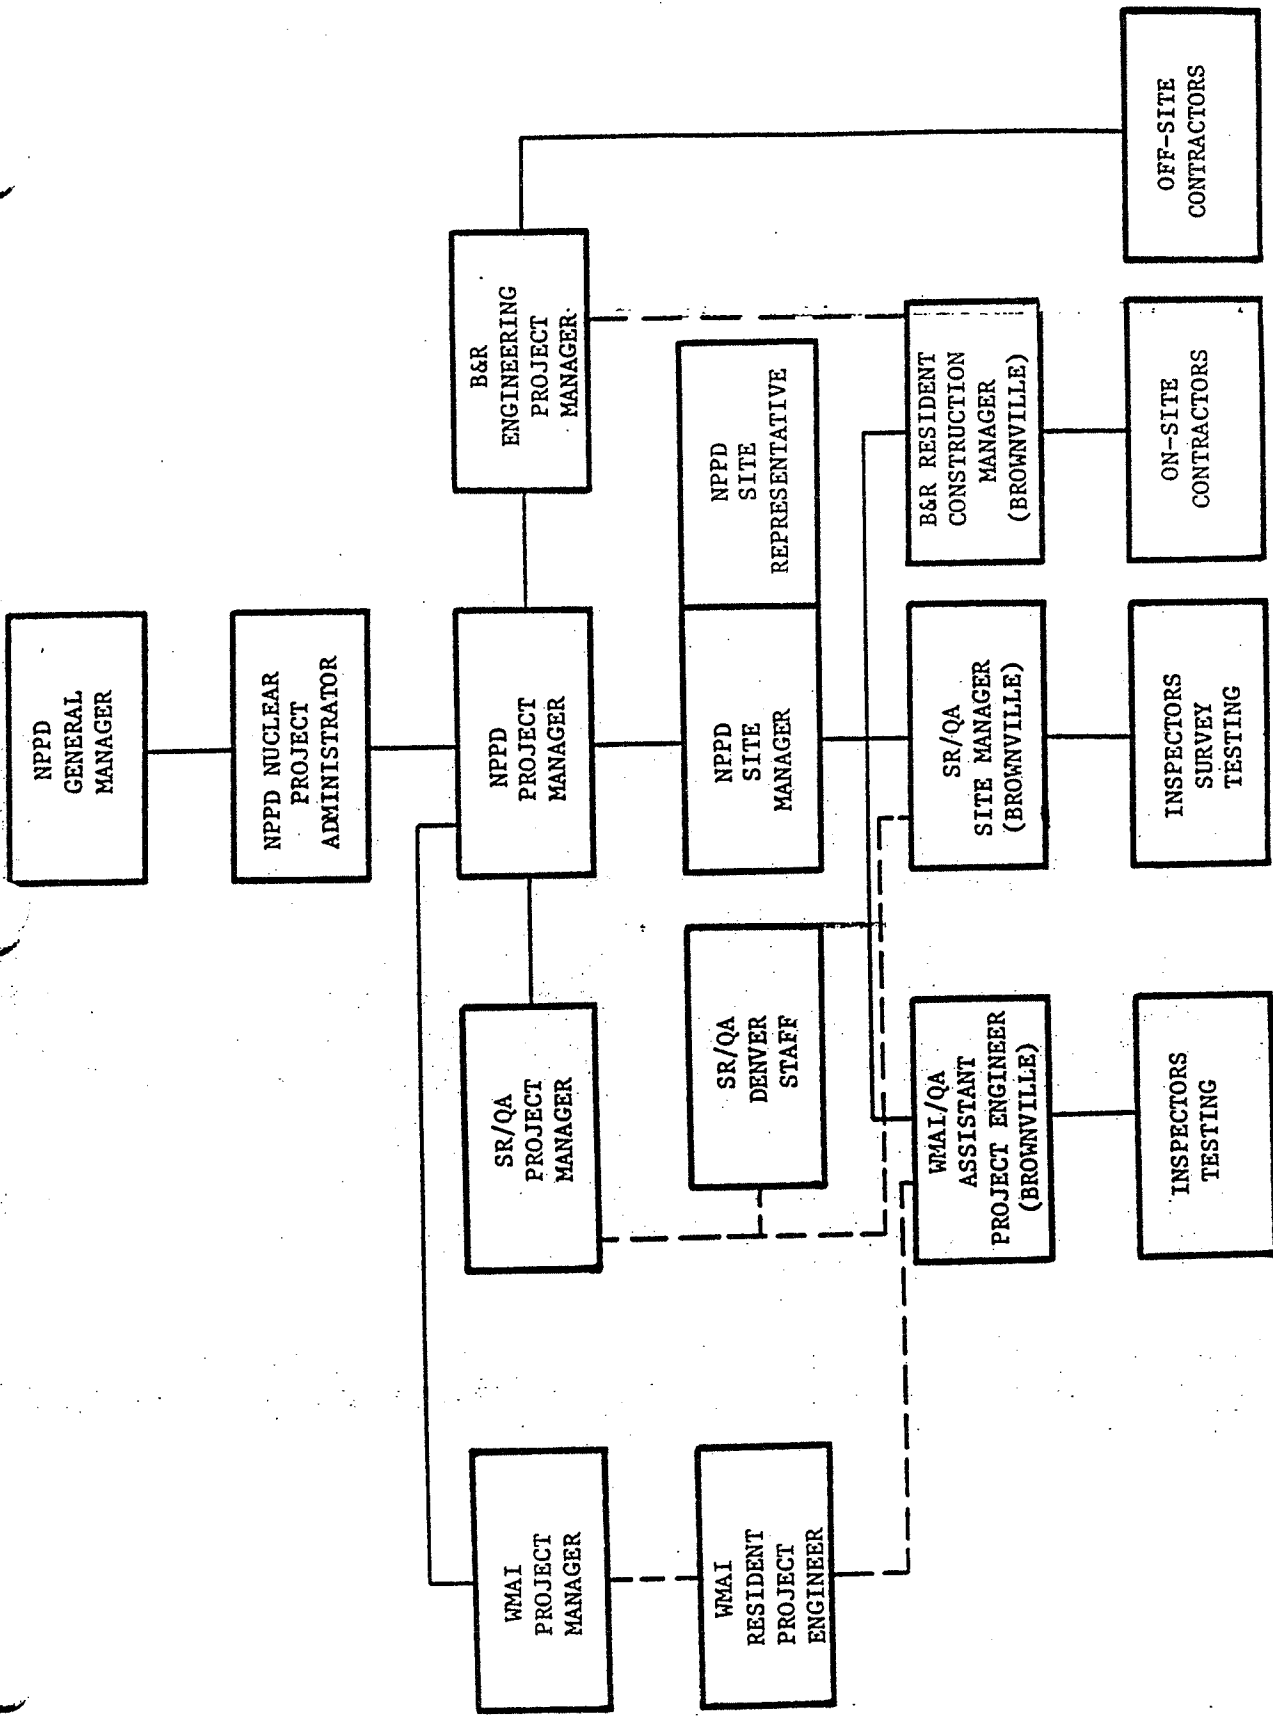 NPPD
GENERAL
MANAGER
NPPD NUCLEAR
PROJECT
ADMINISTRATOR
WMAI
PROJECT
MANAGER
SR/QA
PROJECT
MANAGER
NPPD
PROJECT
MANAGER
B&R
ENGINEERING
PROJECT
MANAGER
WMAI
RESIDENT
PROJECT
ENGINEER
SR/QA
DENVER
STAFF
NPPD
SITE
MANAGER
NPPD
SITE
REPRESENTATIVE
WMAI/QA
ASSISTANT
PROJECT ENGINEER
(BROWNVILLE)
SR/QA
SITE MANAGER
(BROWNVILLE)
B&R RESIDENT
CONSTRUCTION
MANAGER
(BROWNVILLE)
INSPECTORS
TESTING
INSPECTORS
SURVEY
TESTING
ON-SITE
CONTRACTORS
OFF-SITE
CONTRACTORS